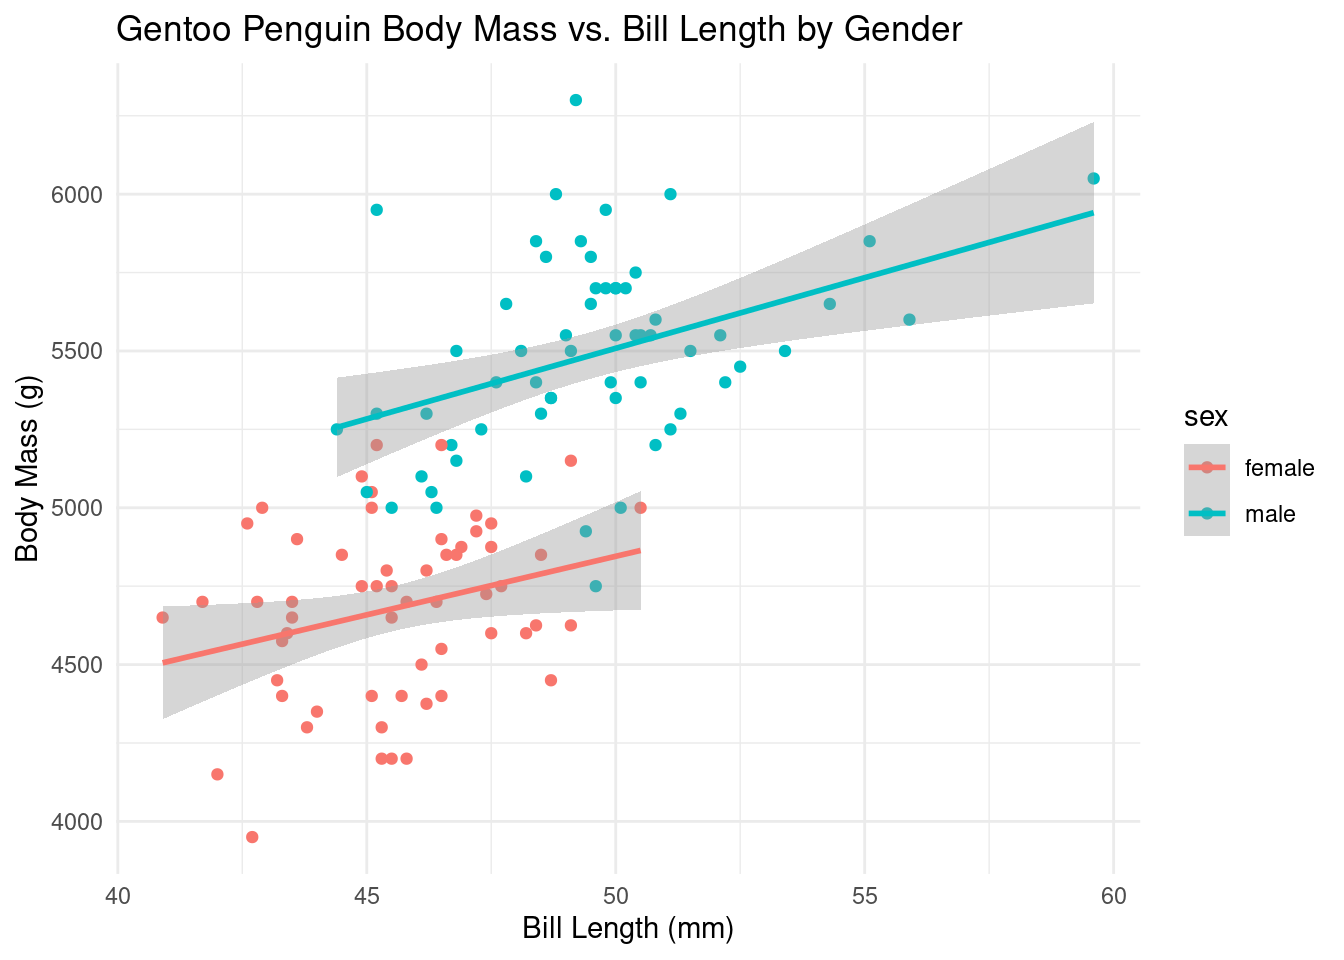 Gentoo Penguin Body Mass vs. Bill Length by Gender
6000
5500
5000
4500
4000
Body Mass (g)
40 45 50 55 60
Bill Length (mm)
sex
female
male